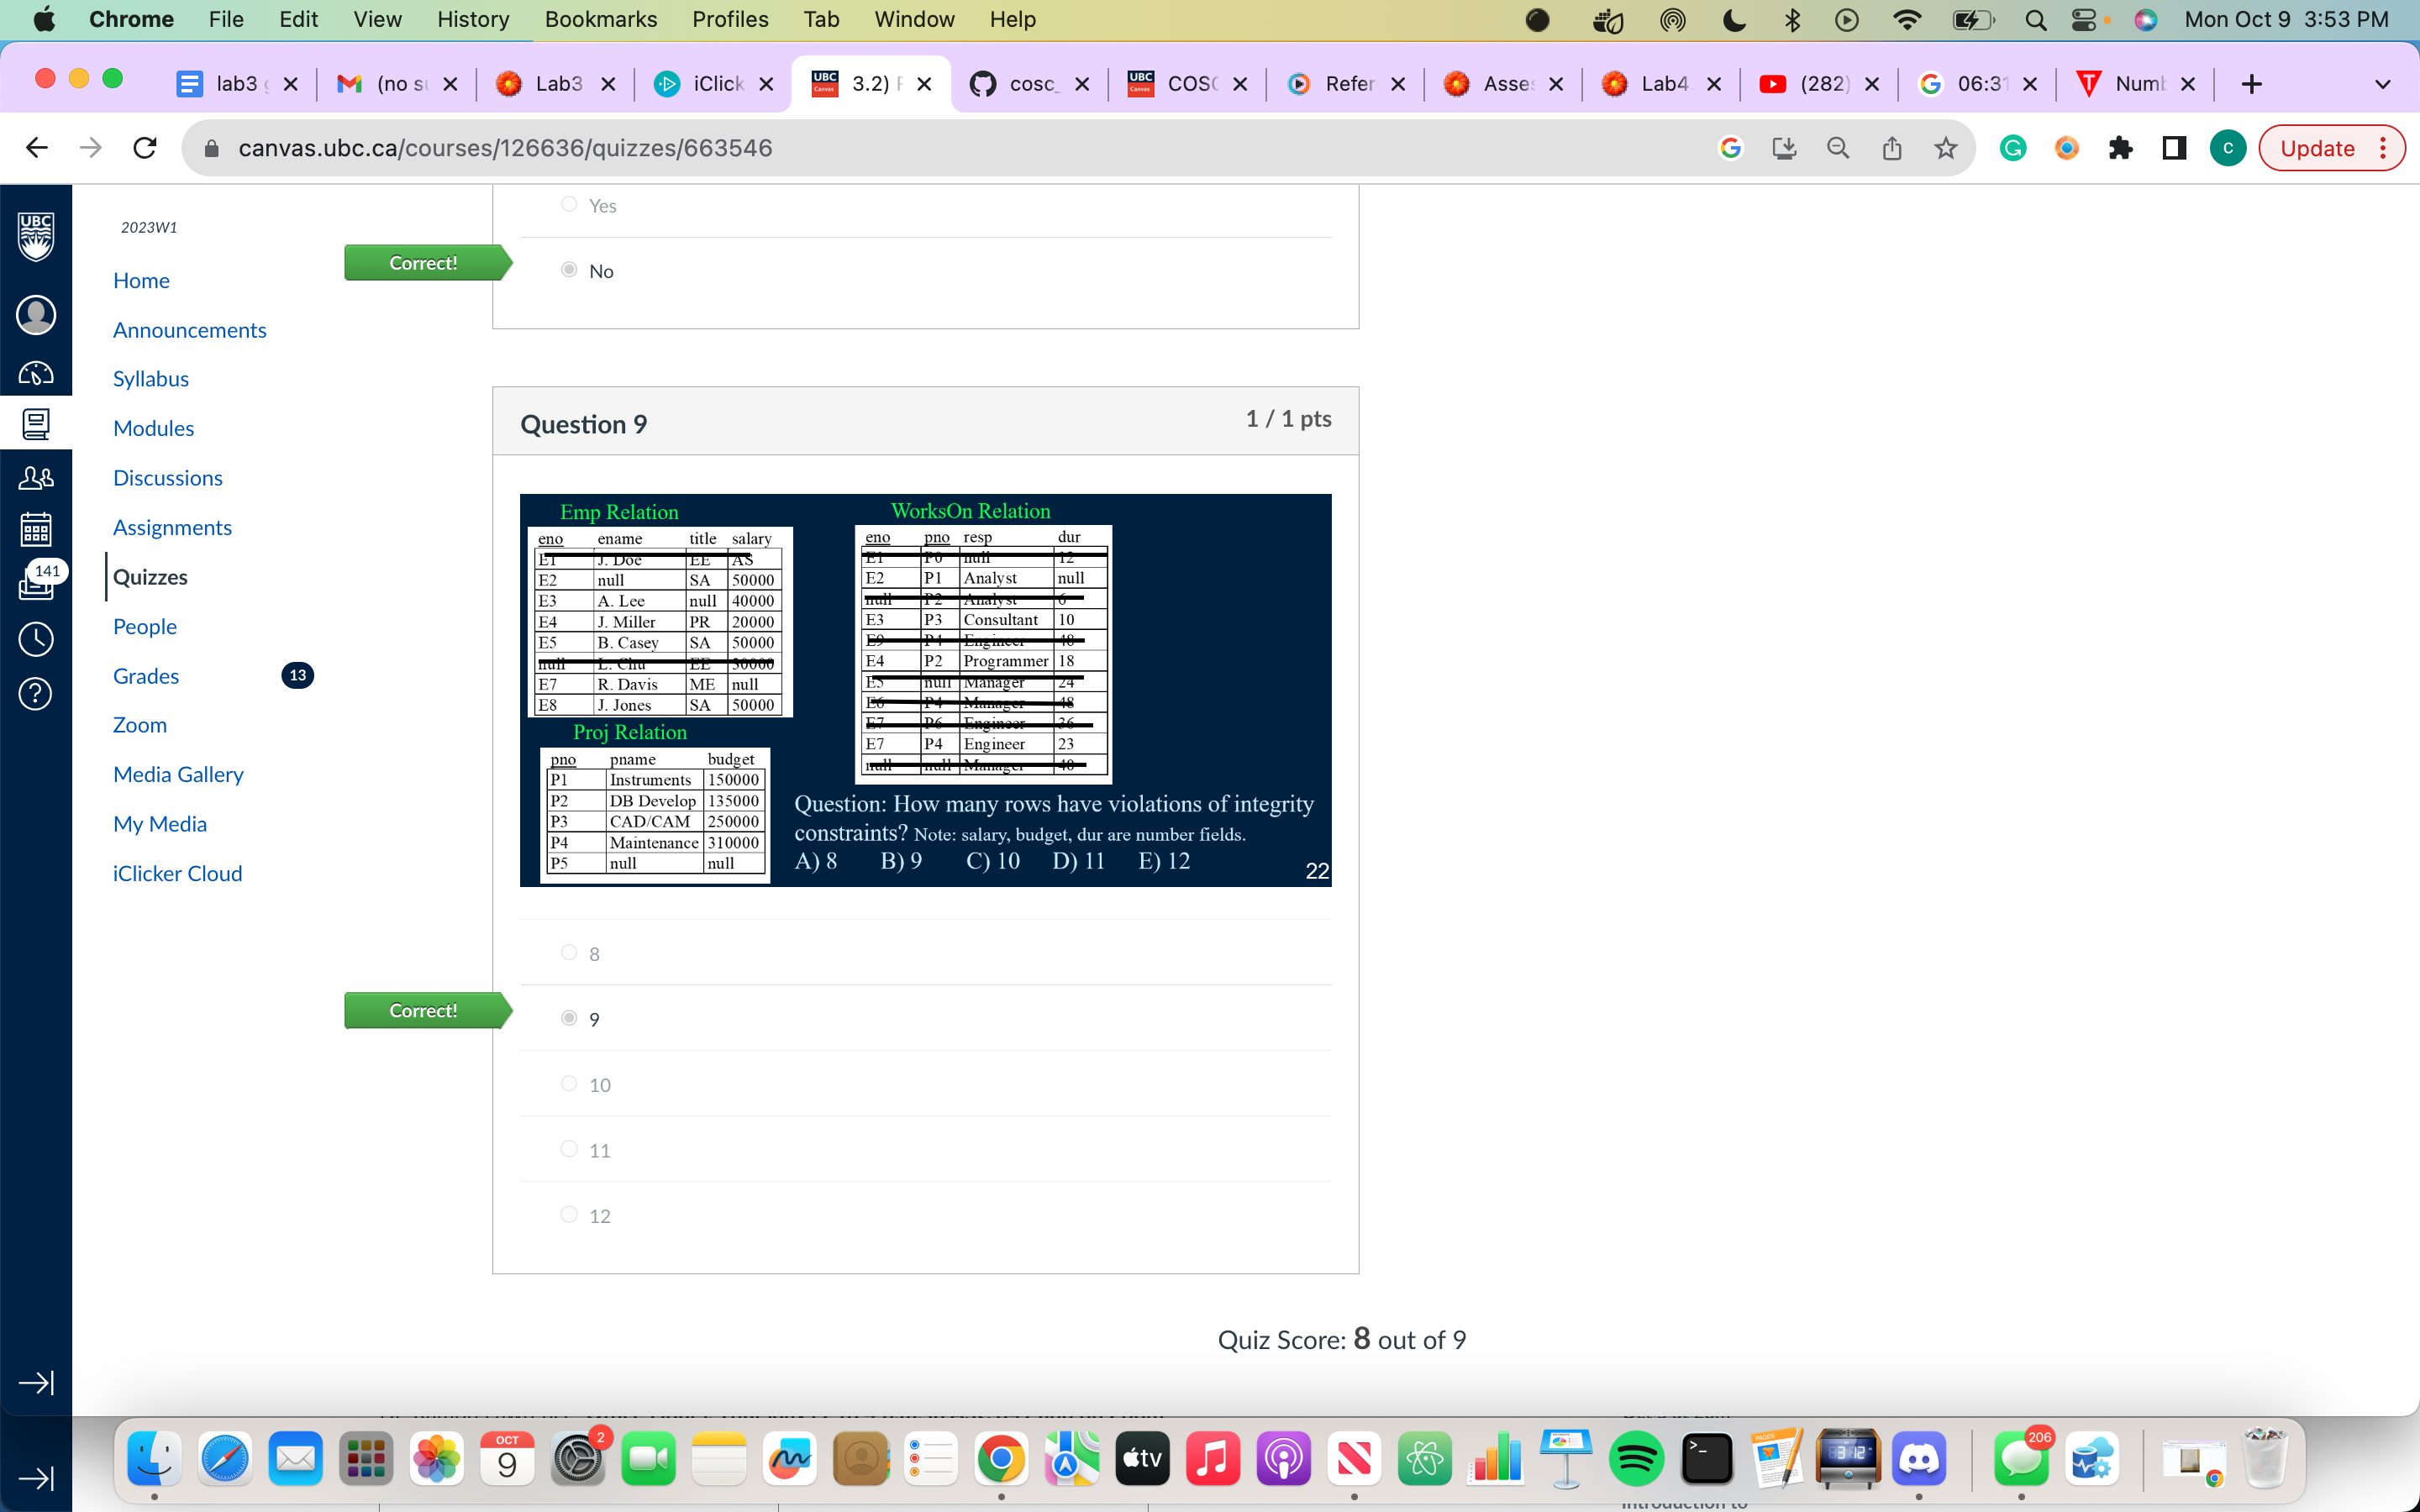 Chrome File Edit View History Bookmarks Profiles Tab Window Help Mon Oct 9 3:53 PM
lab3 (no su Lab3 iClick UBC Canvas 3.2) cosc_ UBC Canvas COSC Refer Asse Lab4 (282) 06:31 Num
canvas.ubc.ca/courses/126636/quizzes/663546 C Update
UBC
141
2023W1
Home
Announcements
Syllabus
Modules
Discussions
Assignments
Quizzes
People
Grades 13
Zoom
Media Gallery
My Media
iClicker Cloud
Yes
Correct! No
Question 9 1 / 1 pts
Emp Relation
eno ename title salary
E1 J. Doe EE AS
E2 null SA 50000
E3 A. Lee null 40000
E4 J. Miller PR 20000
E5 B. Casey SA 50000
null L. Chu EE 30000
E7 R. Davis ME null
E8 J. Jones SA 50000
WorksOn Relation
eno pno resp dur
E1 P0 null 12
E2 P1 Analyst null
null P2 Analyst 6
E3 P3 Consultant 10
E9 P4 Engineer 48
E4 P2 Programmer 18
E5 null Manager 24
E6 P4 Manager 48
E7 P6 Engineer 36
E7 P4 Engineer 23
null null Manager 40
Proj Relation
pno pname budget
P1 Instruments 150000
P2 DB Develop 135000
P3 CAD/CAM 250000
P4 Maintenance 310000
P5 null null
Question: How many rows have violations of integrity
constraints? Note: salary, budget, dur are number fields.
A) 8 B) 9 C) 10 D) 11 E) 12
22
8
Correct! 9
10
11
12
Quiz Score: 8 out of 9
OCT
9
2
tv
PAGES
206